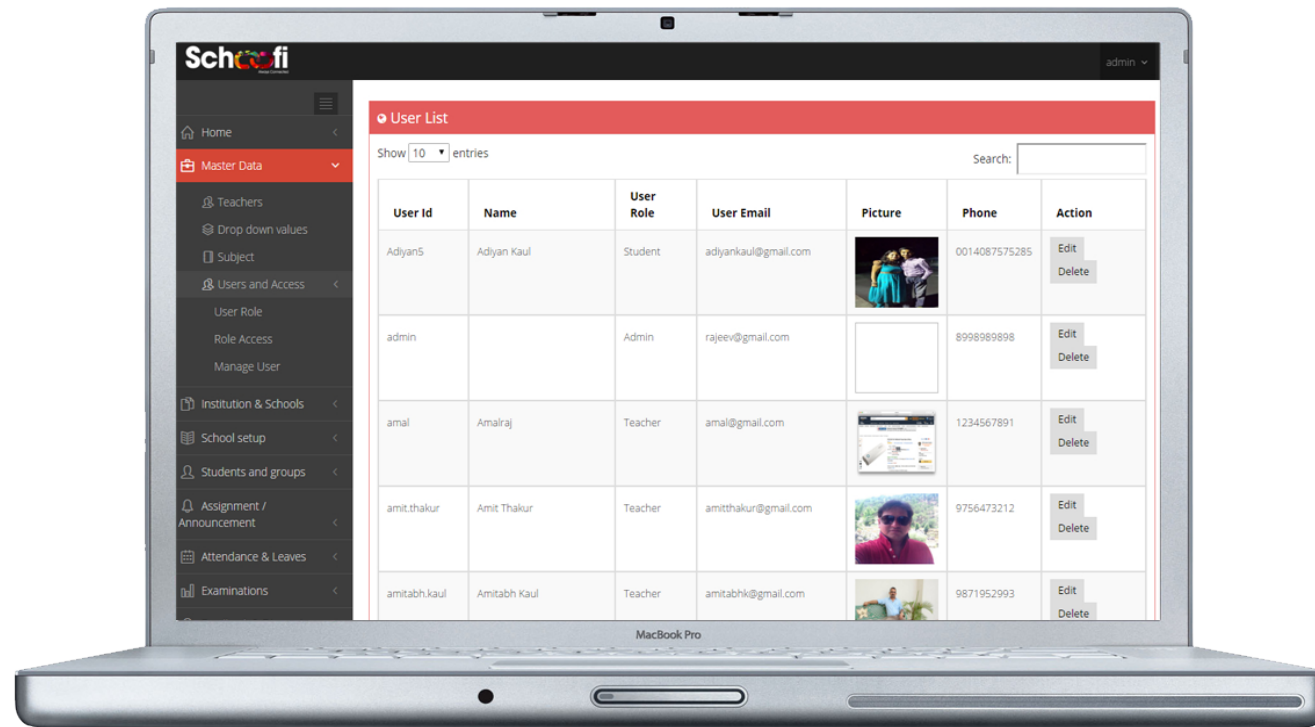 Schoofi
admin
Home
Master Data
Teachers
Drop down values
Subject
Users and Access
User Role
Role Access
Manage User
Institution & Schools
School setup
Students and groups
Assignment /
Announcement
Attendance & Leaves
Examinations
User List
Show 10 entries
Search:
User Id Name User Role User Email Picture Phone Action
Adiyan5 Adiyan Kaul Student adiyankaul@gmail.com 0014087575285 Edit
Delete
admin Admin rajeev@gmail.com 8998989898 Edit
Delete
amal Amalraj Teacher amal@gmail.com 1234567891 Edit
Delete
amit.thakur Amit Thakur Teacher amitthakur@gmail.com 9756473212 Edit
Delete
amitabh.kaul Amitabh Kaul Teacher amitabhk@gmail.com 9871952993 Edit
Delete
MacBook Pro